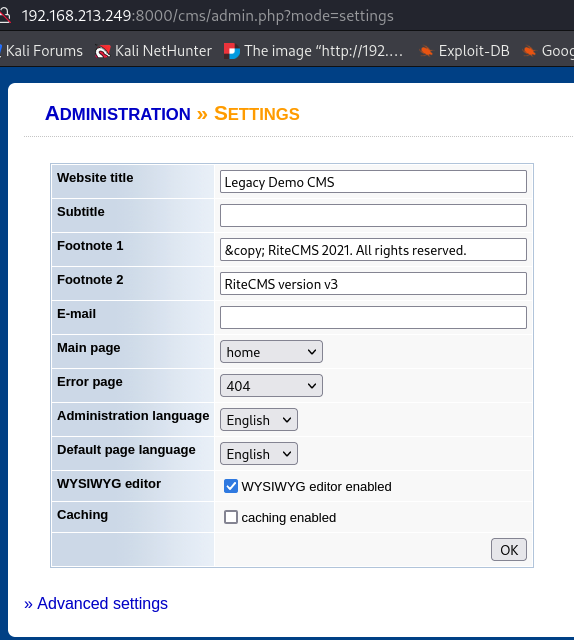 192.168.213.249:8000/cms/admin.php?mode=settings
Kali Forums Kali NetHunter The image “http://192.… Exploit-DB Goog
ADMINISTRATION » SETTINGS
Website title Legacy Demo CMS
Subtitle
Footnote 1 &copy; RiteCMS 2021. All rights reserved.
Footnote 2 RiteCMS version v3
E-mail
Main page home
Error page 404
Administration language English
Default page language English
WYSIWYG editor WYSIWYG editor enabled
Caching caching enabled
OK
» Advanced settings